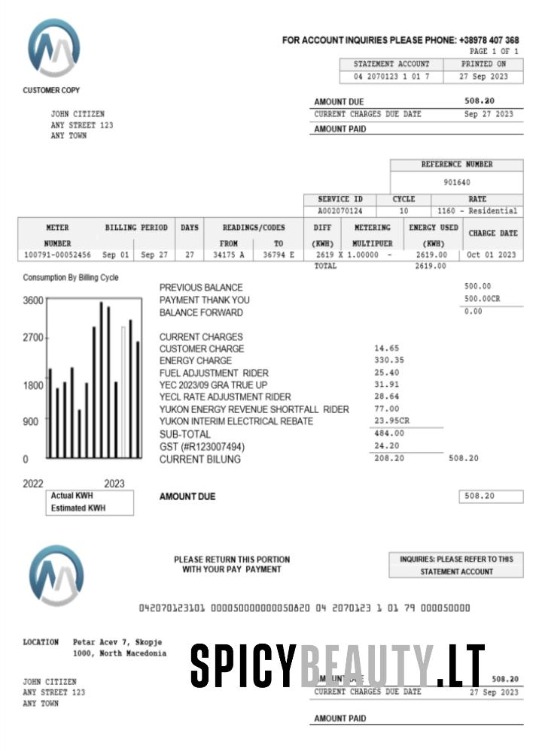 FOR ACCOUNT INQUIRIES PLEASE PHONE: +38978 407 368
PAGE 1 OF 1
STATEMENT ACCOUNT PRINTED ON
04 2070123 1 01 7 27 Sep 2023
CUSTOMER COPY
AMOUNT DUE 508.20
JOHN CITIZEN
ANY STREET 123
ANY TOWN
CURRENT CHARGES DUE DATE Sep 27 2023
AMOUNT PAID
REFERENCE NUMBER
901640
SERVICE ID CYCLE RATE
A002070124 10 1160 - Residential
METER BILLING PERIOD DAYS READINGS/CODES DIFF METERING ENERGY USED CHARGE DATE
NUMBER FROM TO (KWH) MULTIPUER (KWH)
100791-00052456 Sep 01 Sep 27 27 34175 A 36794 E 2619 X 1.00000 - 2619.00 Oct 01 2023
TOTAL 2619.00
Consumption By Billing Cycle
3600
2700
1800
900
0
2022 2023
Actual KWH
Estimated KWH
PREVIOUS BALANCE 500.00
PAYMENT THANK YOU 500.00CR
BALANCE FORWARD 0.00
CURRENT CHARGES
CUSTOMER CHARGE 14.65
ENERGY CHARGE 330.35
FUEL ADJUSTMENT RIDER 25.40
YEC 2023/09 GRA TRUE UP 31.91
YECL RATE ADJUSTMENT RIDER 28.64
YUKON ENERGY REVENUE SHORTFALL RIDER 77.00
YUKON INTERIM ELECTRICAL REBATE 23.95CR
SUB-TOTAL 484.00
GST (#R123007494) 24.20
CURRENT BILUNG 208.20 508.20
AMOUNT DUE 508.20
PLEASE RETURN THIS PORTION
WITH YOUR PAY PAYMENT
INQUIRIES: PLEASE REFER TO THIS
STATEMENT ACCOUNT
042070123101 0000500000000050820 04 2070123 1 01 79 000050000
LOCATION Petar Acev 7, Skopje
1000, North Macedonia
SPICYBEAUTY.LT
AMOUNT DUE 508.20
JOHN CITIZEN
ANY STREET 123
ANY TOWN
CURRENT CHARGES DUE DATE 27 Sep 2023
AMOUNT PAID